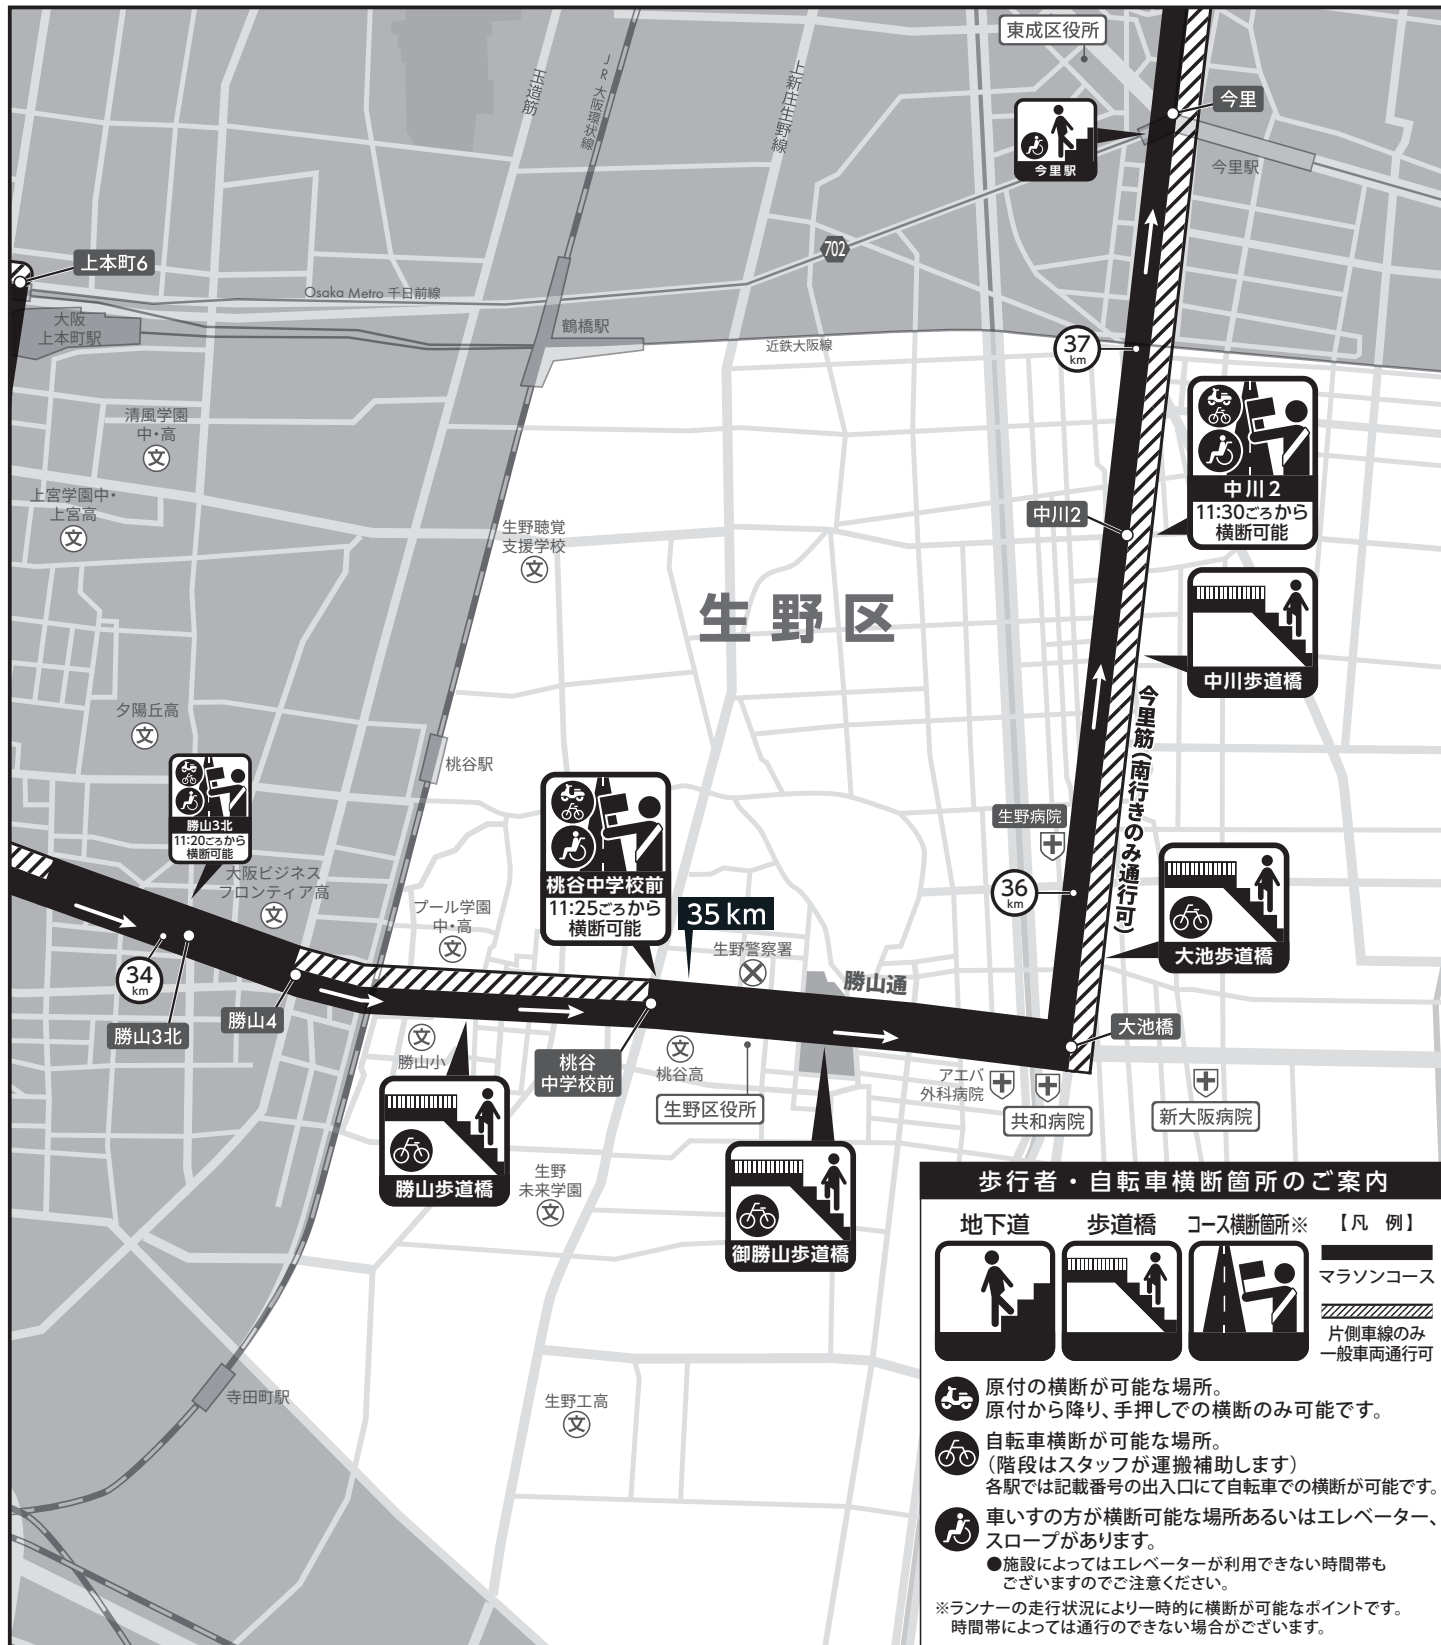 東成区役所
玉造筋
JR大阪環状線
上新庄生野線
今里
今里駅
今里駅
702
上本町6
Osaka Metro 千日前線
大阪
上本町駅
鶴橋駅
近鉄大阪線
37
km
清風学園
中・高
文
上宮学園中・
上宮高
文
生野聴覚
支援学校
文
中川2
11:30ごろから
横断可能
中川2
生野区
中川歩道橋
今里筋(南行きのみ通行可)
夕陽丘高
文
桃谷駅
勝山3北
11:20ごろから
横断可能
大阪ビジネス
フロンティア高
文
プール学園
中・高
文
桃谷中学校前
11:25ごろから
横断可能
35km
生野警察署
生野病院
36
km
大池歩道橋
勝山通
34
km
勝山3北
勝山4
文
勝山小
桃谷
中学校前
文
桃谷高
生野区役所
大池橋
アエバ
外科病院
共和病院
新大阪病院
勝山歩道橋
生野
未来学園
文
御勝山歩道橋
寺田町駅
生野工高
文
歩行者・自転車横断箇所のご案内
地下道
歩道橋
コース横断箇所※
【凡 例】
マラソンコース
片側車線のみ
一般車両通行可
原付の横断が可能な場所。
原付から降り、手押しでの横断のみ可能です。
自転車横断が可能な場所。
(階段はスタッフが運搬補助します)
各駅では記載番号の出入口にて自転車での横断が可能です。
車いすの方が横断可能な場所あるいはエレベーター、
スロープがあります。
●施設によってはエレベーターが利用できない時間帯も
ございますのでご注意ください。
※ランナーの走行状況により一時的に横断が可能なポイントです。
時間帯によっては通行のできない場合がございます。